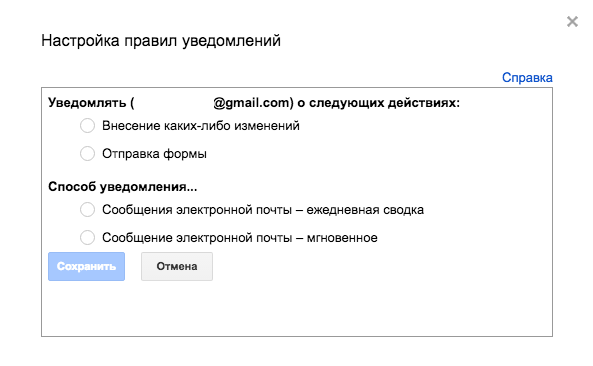 Настройка правил уведомлений
Справка
Уведомлять ( @gmail.com) о следующих действиях:
Внесение каких-либо изменений
Отправка формы
Способ уведомления...
Сообщения электронной почты – ежедневная сводка
Сообщение электронной почты – мгновенное
Сохранить Отмена